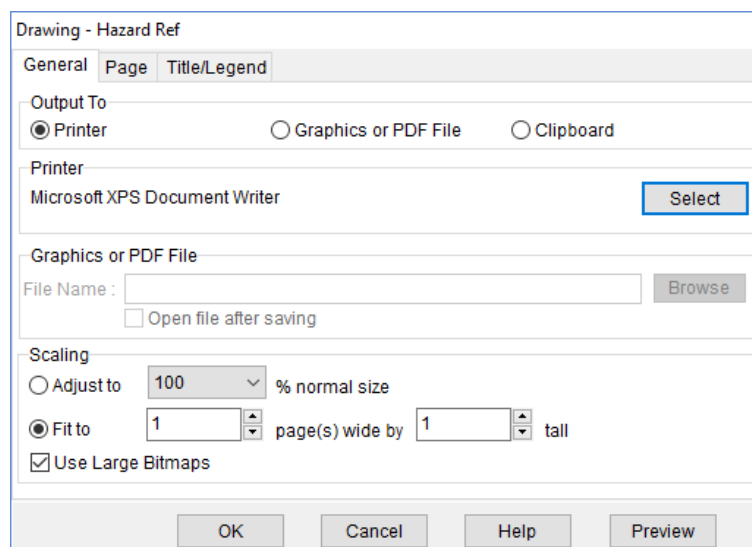 Drawing - Hazard Ref
General Page Title/Legend
Output To
Printer Graphics or PDF File Clipboard
Printer
Microsoft XPS Document Writer Select
Graphics or PDF File
File Name : Browse
Open file after saving
Scaling
Adjust to 100 % normal size
Fit to 1 page(s) wide by 1 tall
Use Large Bitmaps
OK Cancel Help Preview